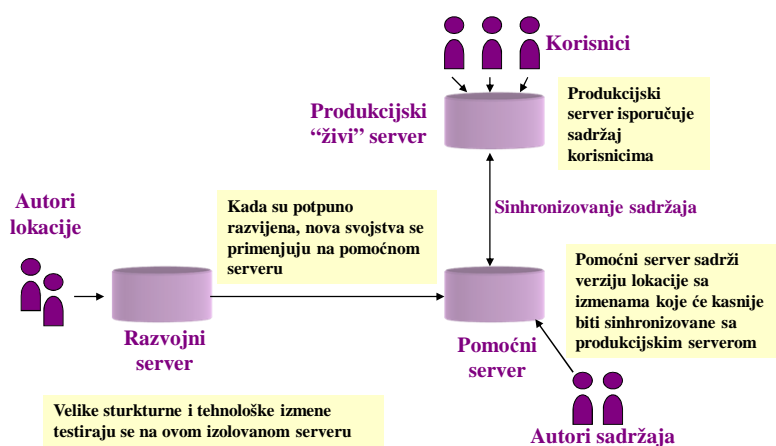 Korisnici
Produkcijski
“živi” server
Produkcijski
server isporučuje
sadržaj
korisnicima
Autori
lokacije
Kada su potpuno
razvijena, nova svojstva se
primenjuju na pomoćnom
serveru
Sinhronizovanje sadržaja
Pomoćni server sadrži
verziju lokacije sa
izmenama koje će kasnije
biti sinhronizovane sa
produkcijskim serverom
Razvojni
server
Pomoćni
server
Velike sturkturne i tehnološke izmene
testiraju se na ovom izolovanom serveru
Autori sadržaja